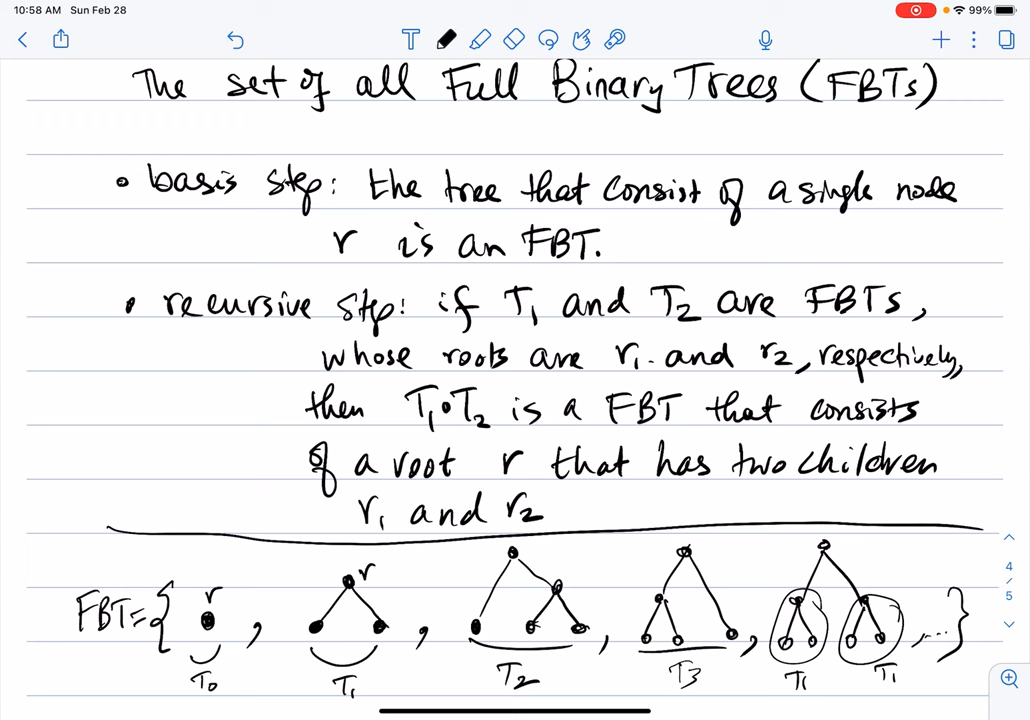 10:58 AM Sun Feb 28
99%
The set of all Full Binary Trees (FBTs)
• basis step: the tree that consist of a single node
r is an FBT.
• recursive step: if T₁ and T₂ are FBTs,
whose roots are r₁ and r₂, respectively,
then T₁•T₂ is a FBT that consists
of a root r that has two children
r₁ and r₂
4
/
5
FBT={ r , r , , , ,...}
T₀ T₁ T₂ T₃ T₁ T₁